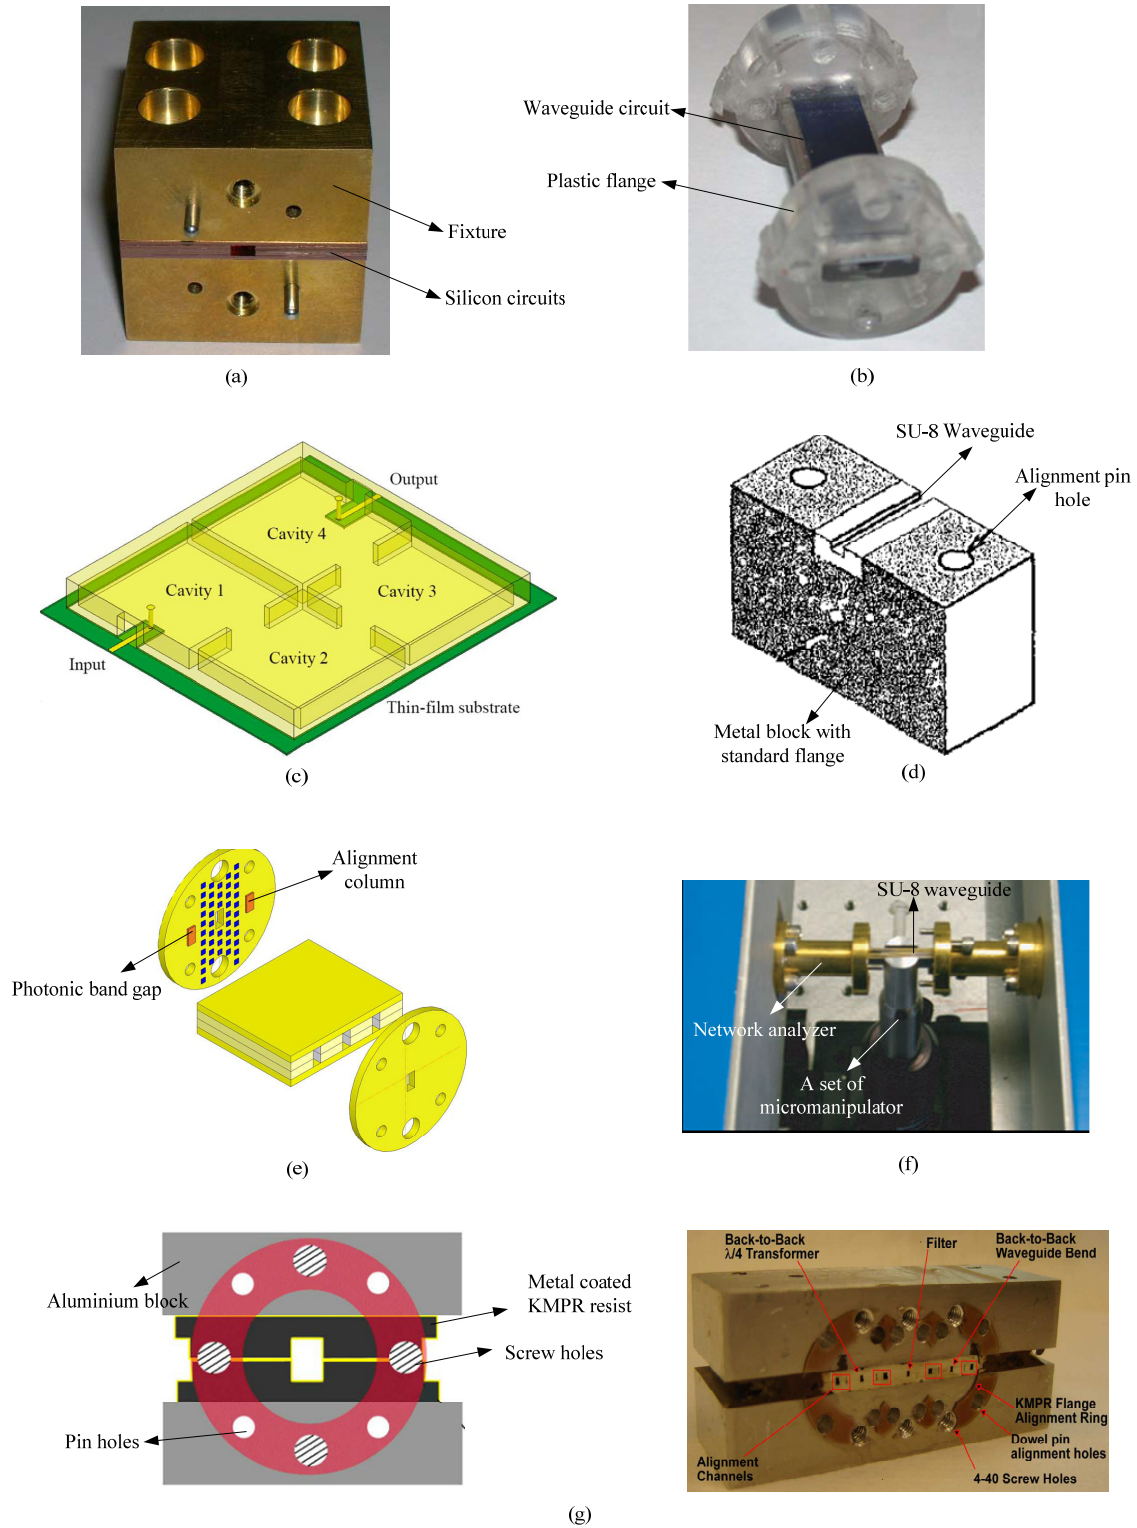 Waveguide circuit
Plastic flange
Fixture
Silicon circuits
(a)
(b)
SU-8 Waveguide
Alignment pin
hole
Output
Cavity 4
Cavity 1
Cavity 3
Cavity 2
Input
Thin-film substrate
Metal block with
standard flange
(c)
(d)
Alignment
column
Photonic band gap
SU-8 waveguide
Network analyzer
A set of
micromanipulator
(e)
(f)
Aluminium block
Metal coated
KMPR resist
Screw holes
Pin holes
Back-to-Back
λ/4 Transformer
Filter
Back-to-Back
Waveguide Bend
KMPR Flange
Alignment Ring
Dowel pin
alignment holes
Alignment
Channels
4-40 Screw Holes
(g)